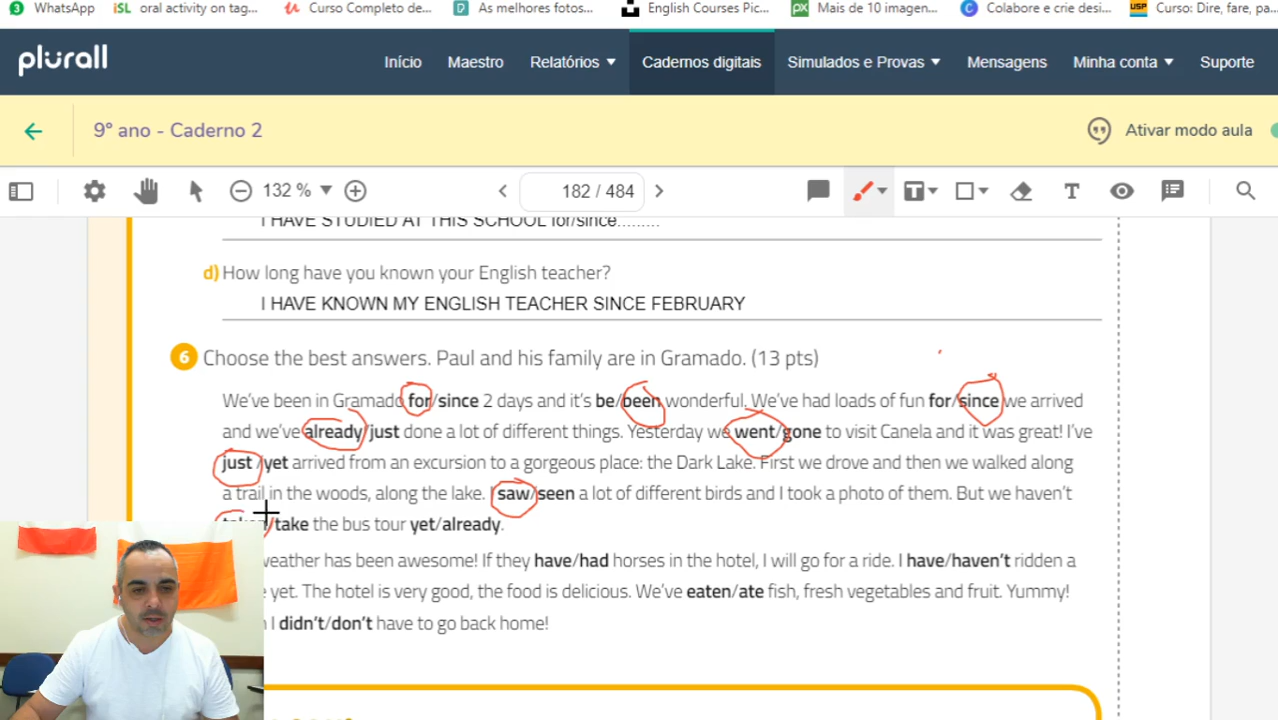 WhatsApp iSL oral activity on tag... Curso Completo de... As melhores fotos... English Courses Pic... px Mais de 10 imagen... Colabore e crie desi... USP Curso: Dire, fare, pa
plurall Início Maestro Relatórios Cadernos digitais Simulados e Provas Mensagens Minha conta Suporte
9º ano - Caderno 2 Ativar modo aula
132 % 182 / 484
I HAVE STUDIED AT THIS SCHOOL for/since.........
d) How long have you known your English teacher?
I HAVE KNOWN MY ENGLISH TEACHER SINCE FEBRUARY
6 Choose the best answers. Paul and his family are in Gramado. (13 pts)
We've been in Gramado for/since 2 days and it's be/been wonderful. We've had loads of fun for/since we arrived
and we've already/just done a lot of different things. Yesterday we went/gone to visit Canela and it was great! I've
just/yet arrived from an excursion to a gorgeous place: the Dark Lake. First we drove and then we walked along
a trail in the woods, along the lake. I saw/seen a lot of different birds and I took a photo of them. But we haven't
taken/take the bus tour yet/already.
weather has been awesome! If they have/had horses in the hotel, I will go for a ride. I have/haven't ridden a
yet. The hotel is very good, the food is delicious. We've eaten/ate fish, fresh vegetables and fruit. Yummy!
I didn't/don't have to go back home!